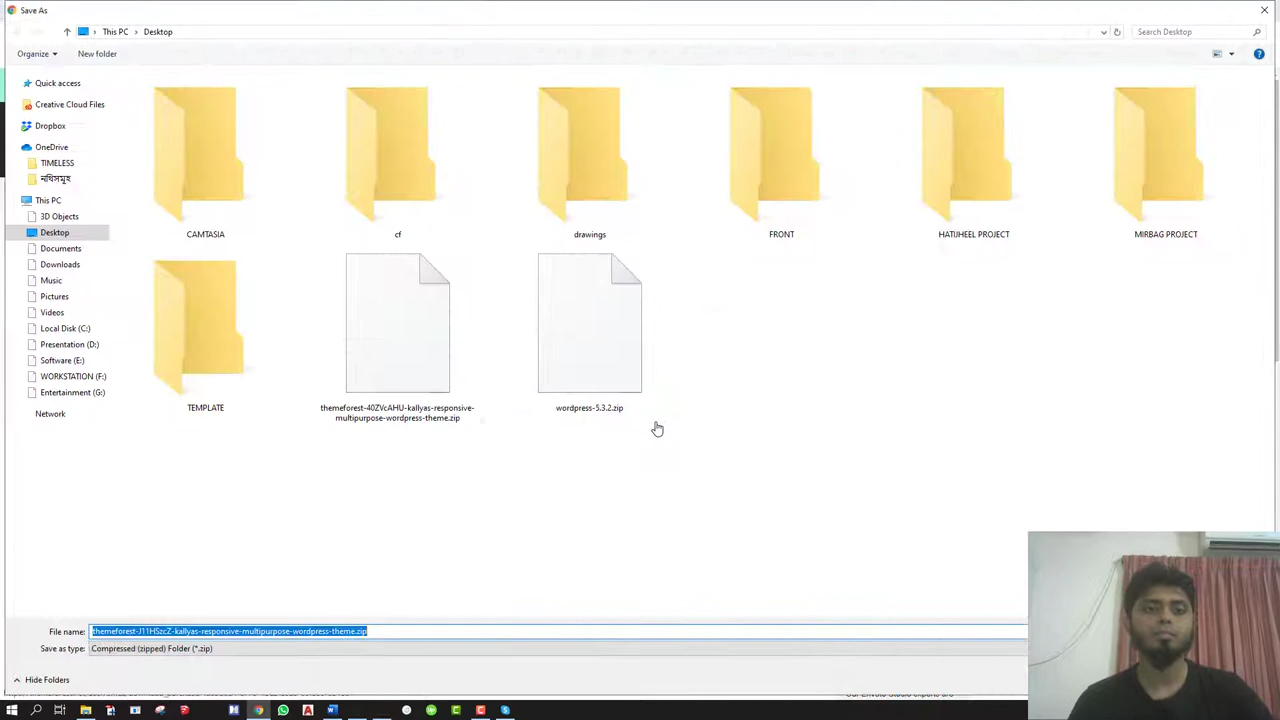 Save As
This PC
Desktop
Search Desktop
Organize
New folder
Quick access
Creative Cloud Files
Dropbox
OneDrive
TIMELESS
নথিসমূহ
This PC
3D Objects
Desktop
Documents
Downloads
Music
Pictures
Videos
Local Disk (C:)
Presentation (D:)
Software (E:)
WORKSTATION (F:)
Entertainment (G:)
Network
CAMTASIA
cf
drawings
FRONT
HATIJHEEL PROJECT
MIRBAG PROJECT
TEMPLATE
themeforest-40ZVcAHU-kallyas-responsive-
multipurpose-wordpress-theme.zip
wordpress-5.3.2.zip
File name:
themeforest-J11HSzcZ-kallyas-responsive-multipurpose-wordpress-theme.zip
Save as type:
Compressed (zipped) Folder (*.zip)
Hide Folders